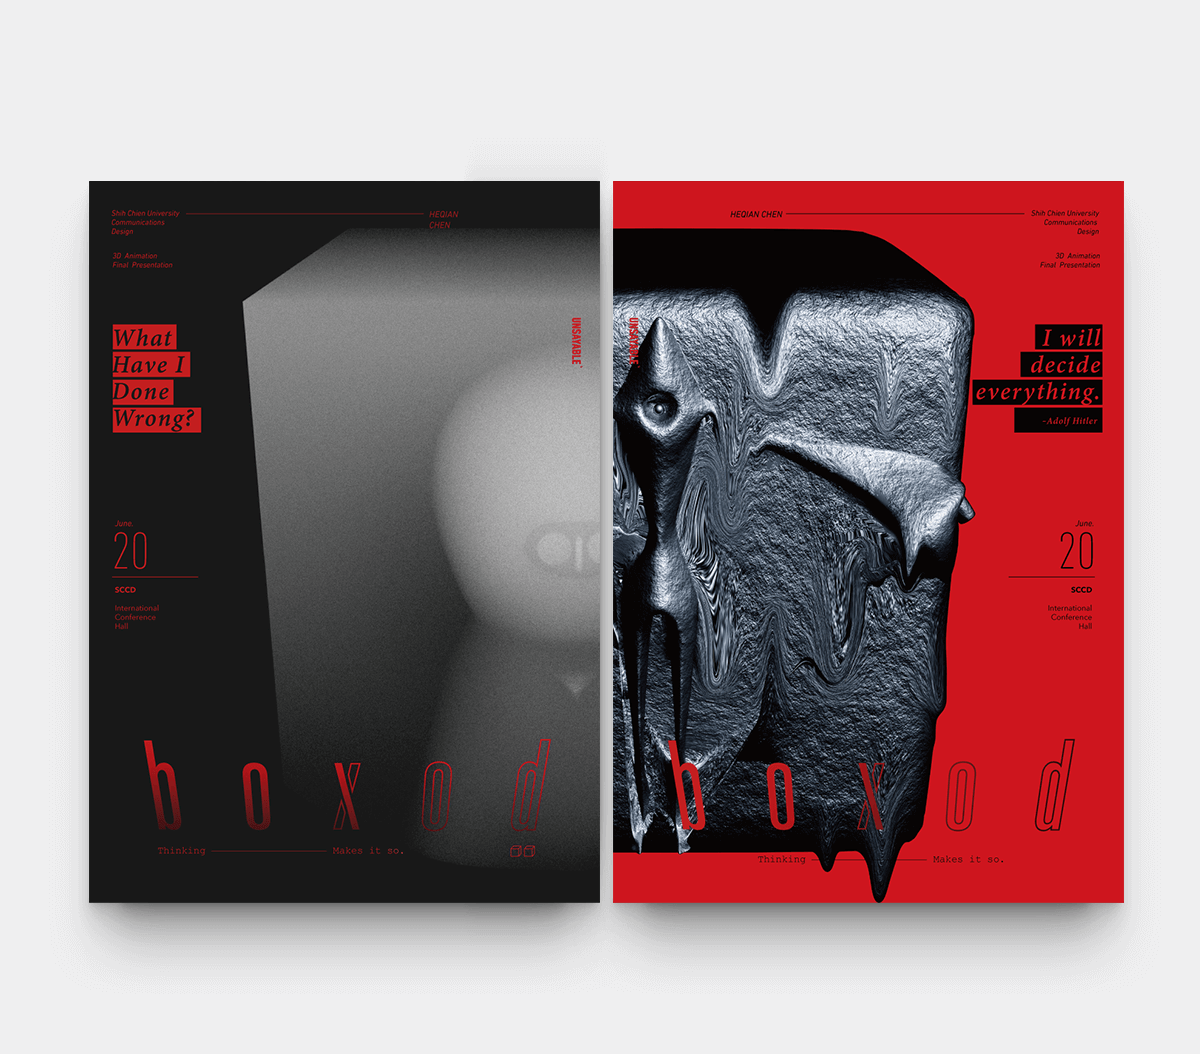 Shih Chien University
Communications
Design
3D Animation
Final Presentation
HEQIAN
CHEN
What
Have I
Done
Wrong?
UNSAYABLE
June.
20
SCCD
International
Conference
Hall
boxod
Thinking
Makes it so.
HEQIAN CHEN
Shih Chien University
Communications
Design
3D Animation
Final Presentation
UNSAYABLE
I will
decide
everything.
-Adolf Hitler
June.
20
SCCD
International
Conference
Hall
boxod
Thinking
Makes it so.